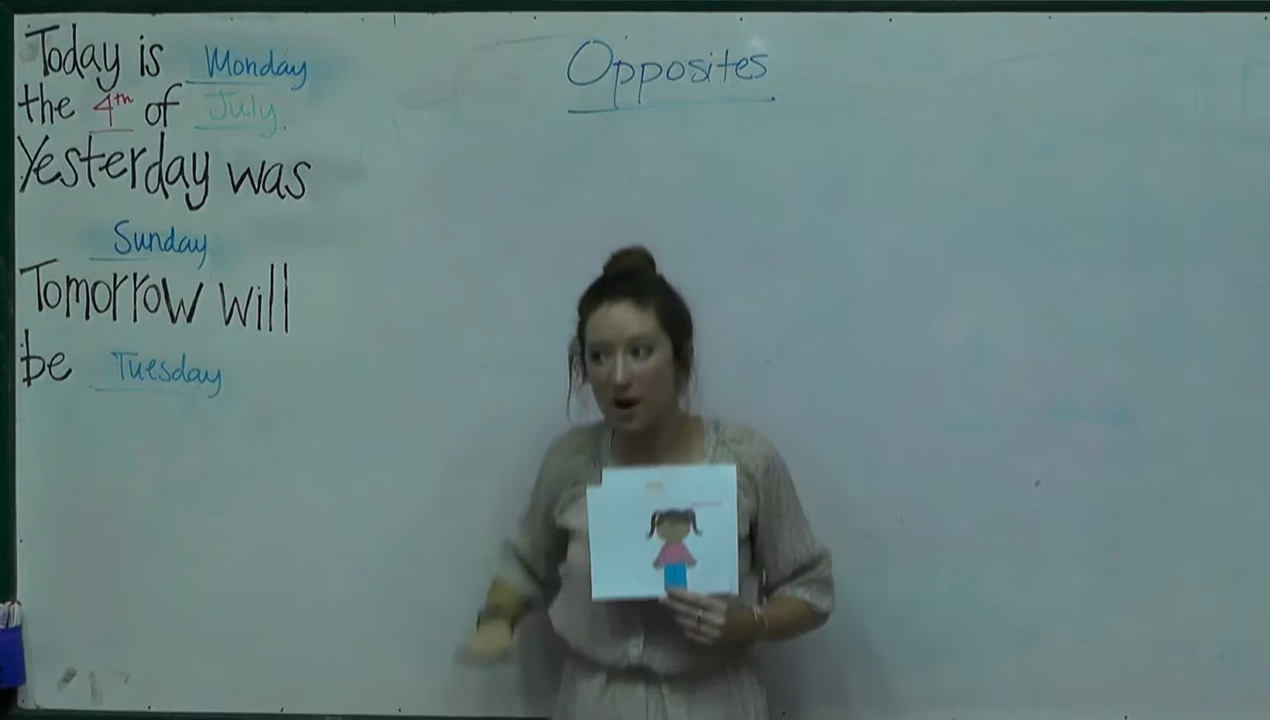 Today is Monday
the 4th of July.
Yesterday was
Sunday
Tomorrow will
be Tuesday
Opposites